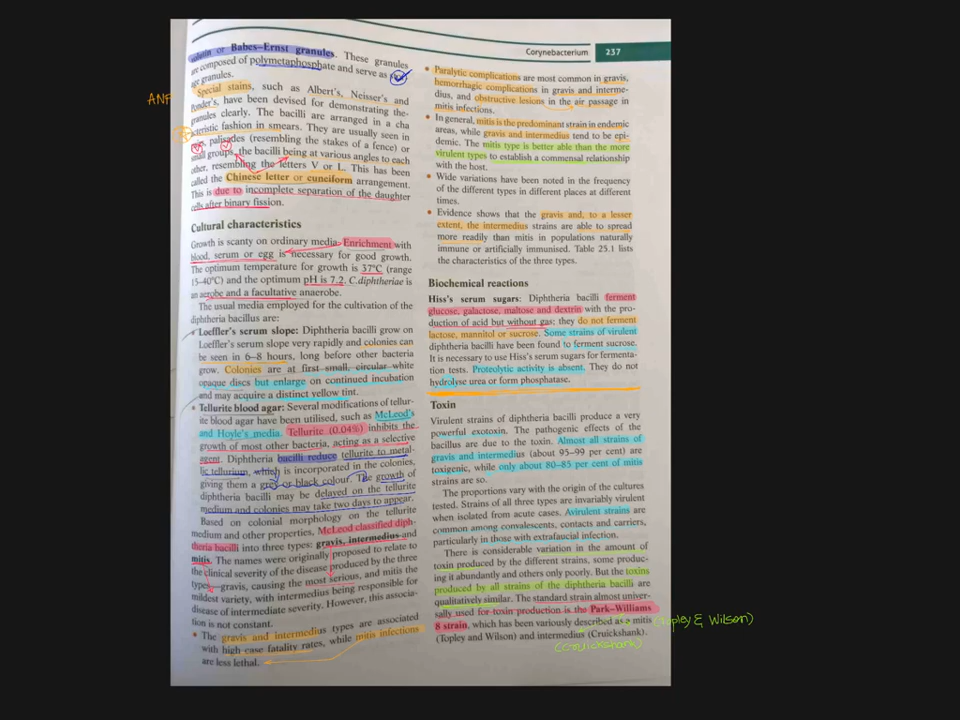 Corynebacterium 237
volutin or Babes–Ernst granules. These granules
are composed of polymetaphosphate and serve as
age granules.
Special stains, such as Albert's, Neisser's and
Ponder's, have been devised for demonstrating the
granules clearly. The bacilli are arranged in a cha
teristic fashion in smears. They are usually seen in
palisades (resembling the stakes of a fence) or
small groups, the bacilli being at various angles to each
other, resembling the letters V or L. This has been
called the Chinese letter or cuneiform arrangement.
This is due to incomplete separation of the daughter
cells after binary fission.
Cultural characteristics
Growth is scanty on ordinary media. Enrichment with
blood, serum or egg is necessary for good growth.
The optimum temperature for growth is 37°C (range
15–40°C) and the optimum pH is 7.2. C.diphtheriae is
an aerobe and a facultative anaerobe.
The usual media employed for the cultivation of the
diphtheria bacillus are:
• Loeffler's serum slope: Diphtheria bacilli grow on
Loeffler's serum slope very rapidly and colonies can
be seen in 6–8 hours, long before other bacteria
grow. Colonies are at first small, circular white
opaque discs but enlarge on continued incubation
and may acquire a distinct yellow tint.
• Tellurite blood agar: Several modifications of tellur-
ite blood agar have been utilised, such as McLeod's
and Hoyle's media. Tellurite (0.04%) inhibits the
growth of most other bacteria, acting as a selective
agent. Diphtheria bacilli reduce tellurite to metal-
lic tellurium, which is incorporated in the colonies,
giving them a grey or black colour. The growth of
diphtheria bacilli may be delayed on the tellurite
medium and colonies may take two days to appear.
Based on colonial morphology on the tellurite
medium and other properties, McLeod classified diph-
theria bacilli into three types: gravis, intermedius and
mitis. The names were originally proposed to relate to
the clinical severity of the disease produced by the three
types—gravis, causing the most serious, and mitis the
mildest variety, with intermedius being responsible for
disease of intermediate severity. However, this associa-
tion is not constant.
• The gravis and intermedius types are associated
with high case fatality rates, while mitis infections
are less lethal.
• Paralytic complications are most common in gravis,
hemorrhagic complications in gravis and interme-
dius, and obstructive lesions in the air passage in
mitis infections.
• In general, mitis is the predominant strain in endemic
areas, while gravis and intermedius tend to be epi-
demic. The mitis type is better able than the more
virulent types to establish a commensal relationship
with the host.
• Wide variations have been noted in the frequency
of the different types in different places at different
times.
• Evidence shows that the gravis and, to a lesser
extent, the intermedius strains are able to spread
more readily than mitis in populations naturally
immune or artificially immunised. Table 25.1 lists
the characteristics of the three types.
Biochemical reactions
Hiss's serum sugars: Diphtheria bacilli ferment
glucose, galactose, maltose and dextrin with the pro-
duction of acid but without gas; they do not ferment
lactose, mannitol or sucrose. Some strains of virulent
diphtheria bacilli have been found to ferment sucrose.
It is necessary to use Hiss's serum sugars for fermenta-
tion tests. Proteolytic activity is absent. They do not
hydrolyse urea or form phosphatase.
Toxin
Virulent strains of diphtheria bacilli produce a very
powerful exotoxin. The pathogenic effects of the
bacillus are due to the toxin. Almost all strains of
gravis and intermedius (about 95–99 per cent) are
toxigenic, while only about 80–85 per cent of mitis
strains are so.
The proportions vary with the origin of the cultures
tested. Strains of all three types are invariably virulent
when isolated from acute cases. Avirulent strains are
common among convalescents, contacts and carriers,
particularly in those with extrafaucial infection.
There is considerable variation in the amount of
toxin produced by the different strains, some produc-
ing it abundantly and others only poorly. But the toxins
produced by all strains of the diphtheria bacilli are
qualitatively similar. The standard strain almost univer-
sally used for toxin production is the Park–Williams
8 strain, which has been variously described as mitis (Topley & Wilson)
(Topley and Wilson) and intermedius (Cruickshank).
(Cruickshank)